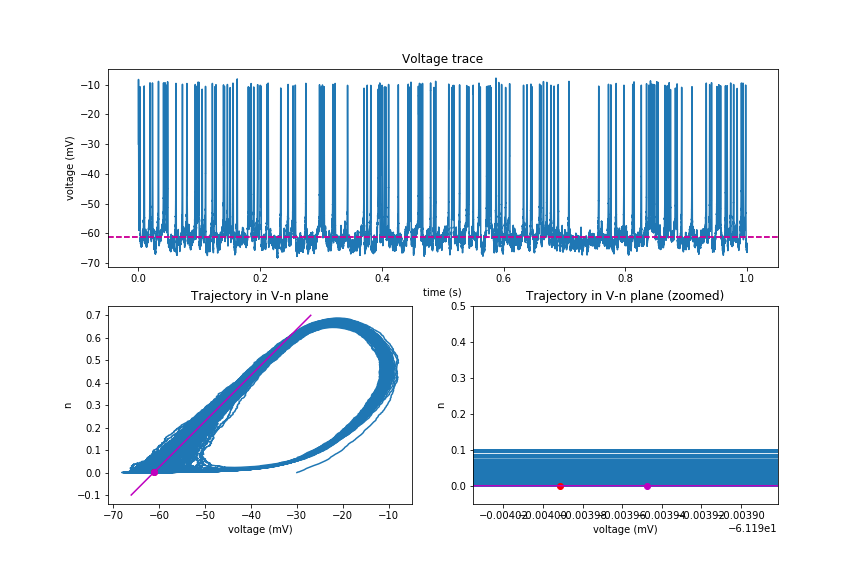 Voltage trace
voltage (mV)
−10
−20
−30
−40
−50
−60
−70
0.0 0.2 0.4 0.6 0.8 1.0
time (s)
Trajectory in V-n plane
n
0.7
0.6
0.5
0.4
0.3
0.2
0.1
0.0
−0.1
−70 −60 −50 −40 −30 −20 −10
voltage (mV)
Trajectory in V-n plane (zoomed)
n
0.5
0.4
0.3
0.2
0.1
0.0
−0.00402 −0.00400 −0.00398 −0.00396 −0.00394 −0.00392 −0.00390
voltage (mV)
−6.119e1